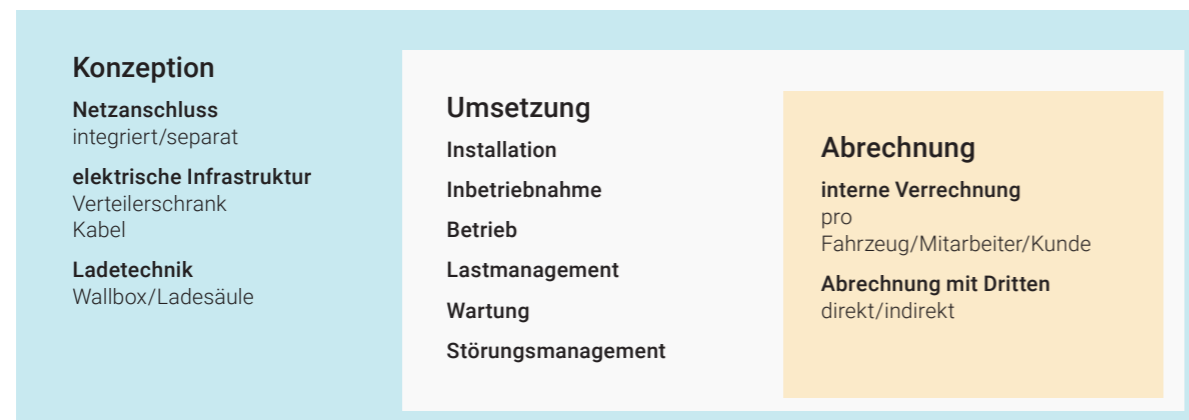 Konzeption
Netzanschluss
integriert/separat
elektrische Infrastruktur
Verteilerschrank
Kabel
Ladetechnik
Wallbox/Ladesäule
Umsetzung
Installation
Inbetriebnahme
Betrieb
Lastmanagement
Wartung
Störungsmanagement
Abrechnung
interne Verrechnung
pro
Fahrzeug/Mitarbeiter/Kunde
Abrechnung mit Dritten
direkt/indirekt